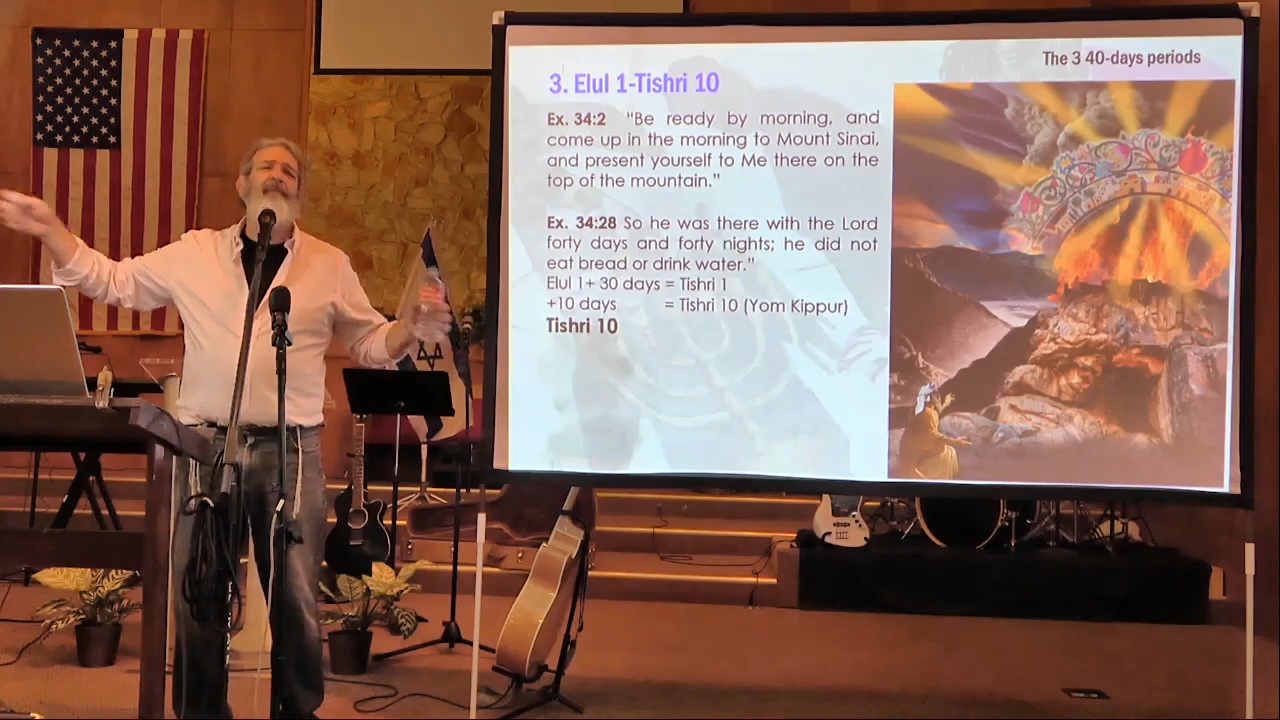 The 3 40-days periods
3. Elul 1-Tishri 10
Ex. 34:2 "Be ready by morning, and
come up in the morning to Mount Sinai,
and present yourself to Me there on the
top of the mountain."
Ex. 34:28 So he was there with the Lord
forty days and forty nights; he did not
eat bread or drink water."
Elul 1+ 30 days = Tishri 1
+10 days = Tishri 10 (Yom Kippur)
Tishri 10